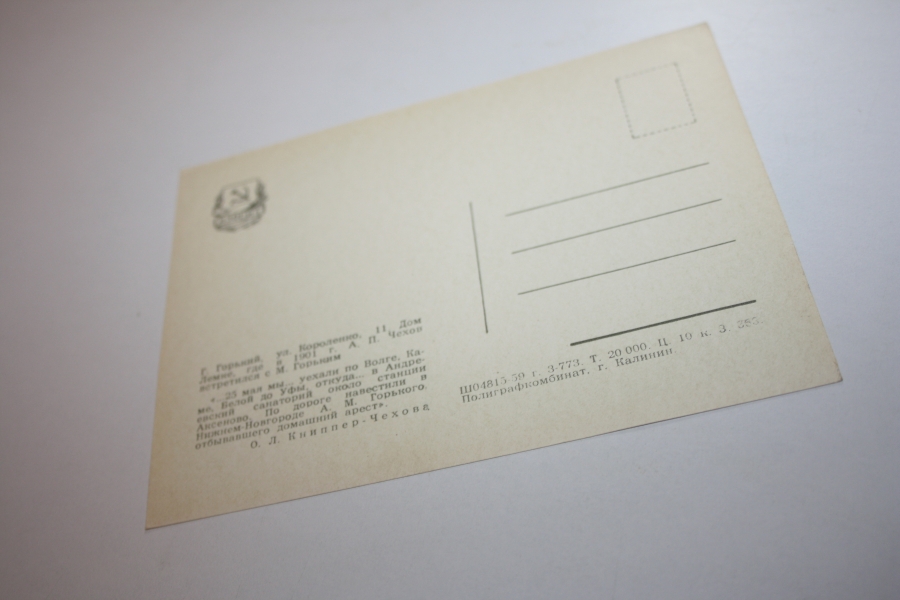 Г. Горький, ул. Короленко, 11. Дом
Лемке, где в 1901 г. А. П. Чехов
встретился с М. Горьким
« 25 мая мы... уехали по Волге, Ка-
ме, Белой до Уфы, откуда... в Андре-
евский санаторий около станции
Аксеново. По дороге навестили в
Нижнем-Новгороде А. М. Горького,
отбывавшего домашний арест».
О. Л. Книппер-Чехова
Ш04815 59 г. З-773. Т. 20 000. Ц. 10 к. З. 385
Полиграфкомбинат. г. Калинин